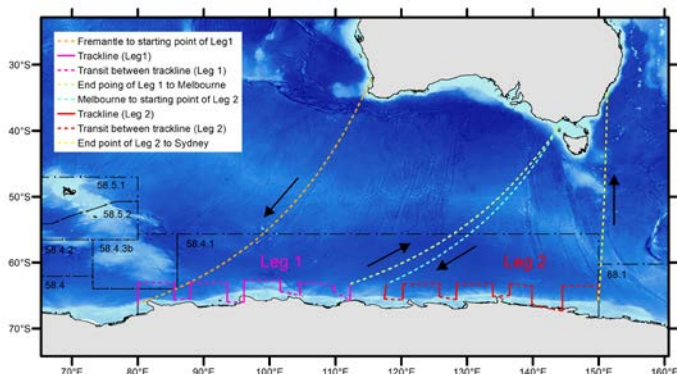 Fremantle to starting point of Leg1
Trackline (Leg1)
Transit between trackline (Leg 1)
End poing of Leg 1 to Melbourne
Melbourne to starting point of Leg 2
Trackline (Leg 2)
Transit between trackline (Leg 2)
End point of Leg 2 to Sydney
30°S
40°S
50°S
60°S
70°S
58.5.1
58.5.2
58.4.2
58.4.3b
58.4.1
58.4
88.1
Leg 1
Leg 2
70°E 80°E 90°E 100°E 110°E 120°E 130°E 140°E 150°E 160°E